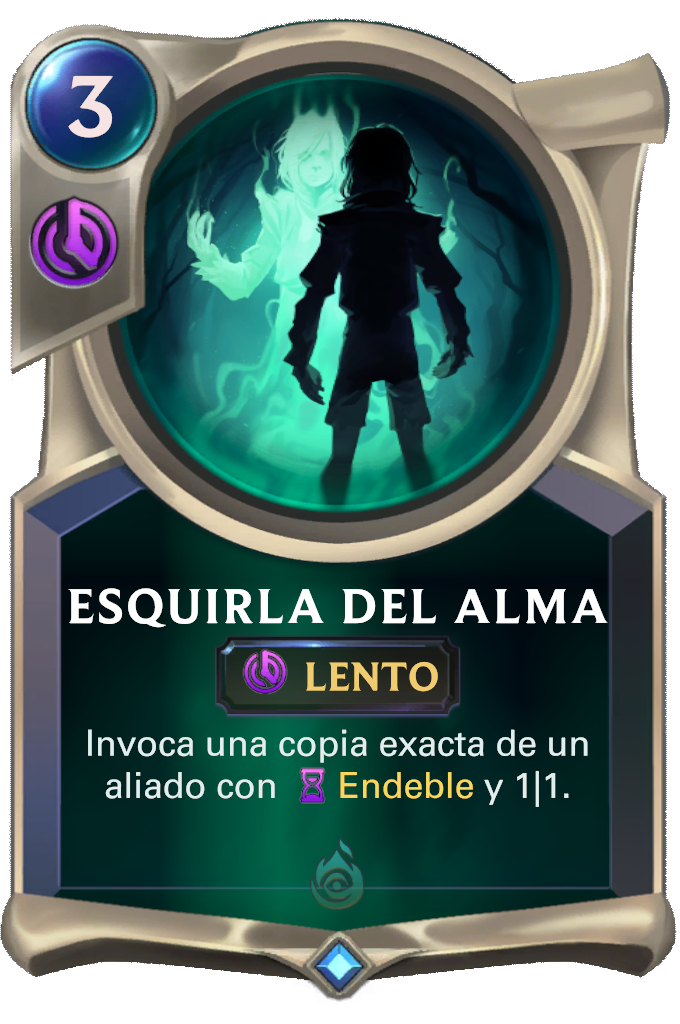 3
ESQUIRLA DEL ALMA
LENTO
Invoca una copia exacta de un
aliado con Endeble y 1|1.